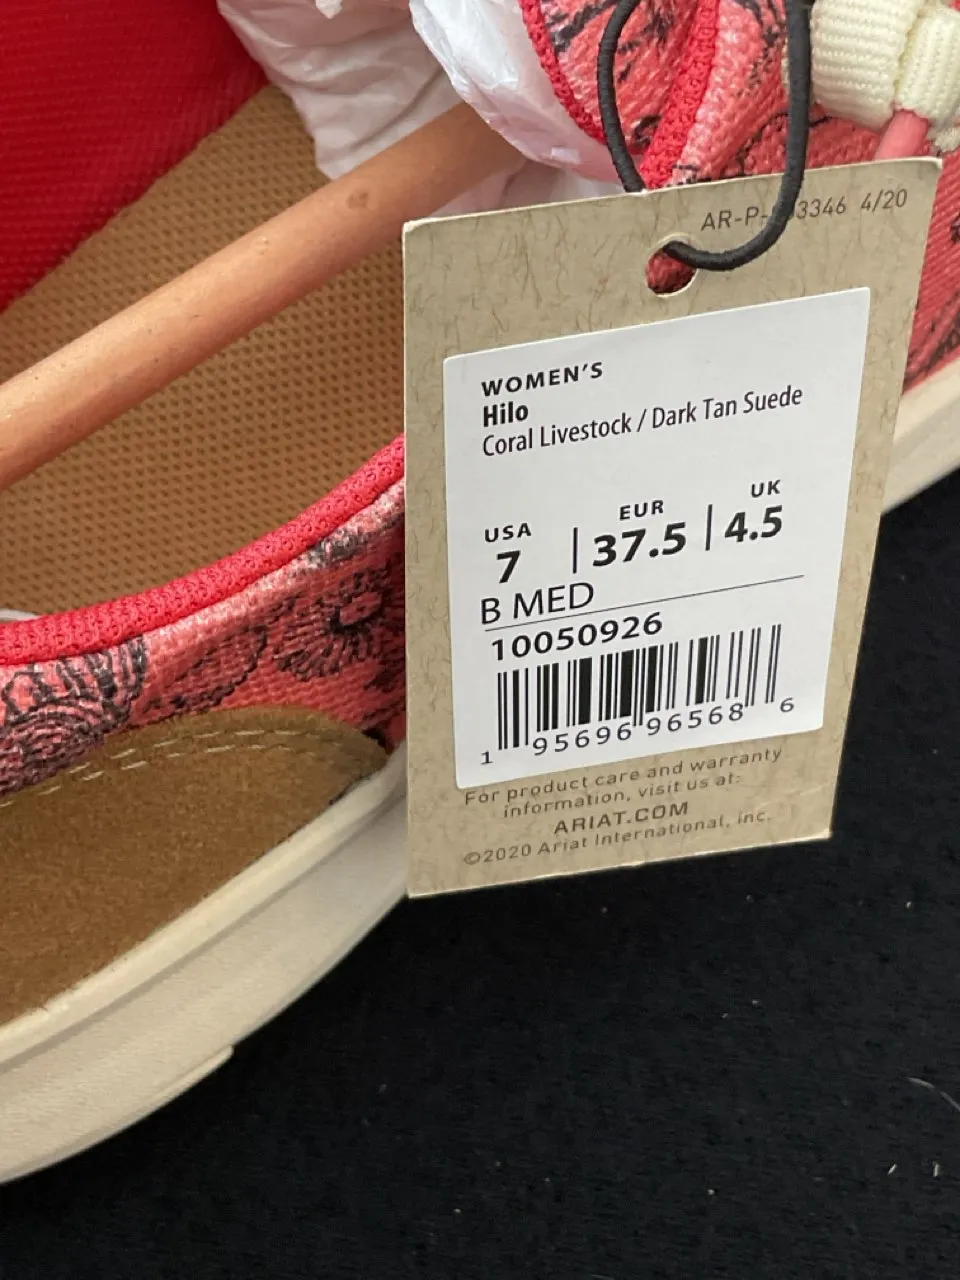 AR-P- 3346 4/20
WOMEN'S
Hilo
Coral Livestock / Dark Tan Suede
USA EUR UK
7 | 37.5 | 4.5
B MED
10050926
1 95696 96568 6
For product care and warranty
information, visit us at:
ARIAT.COM
©2020 Ariat International, inc.